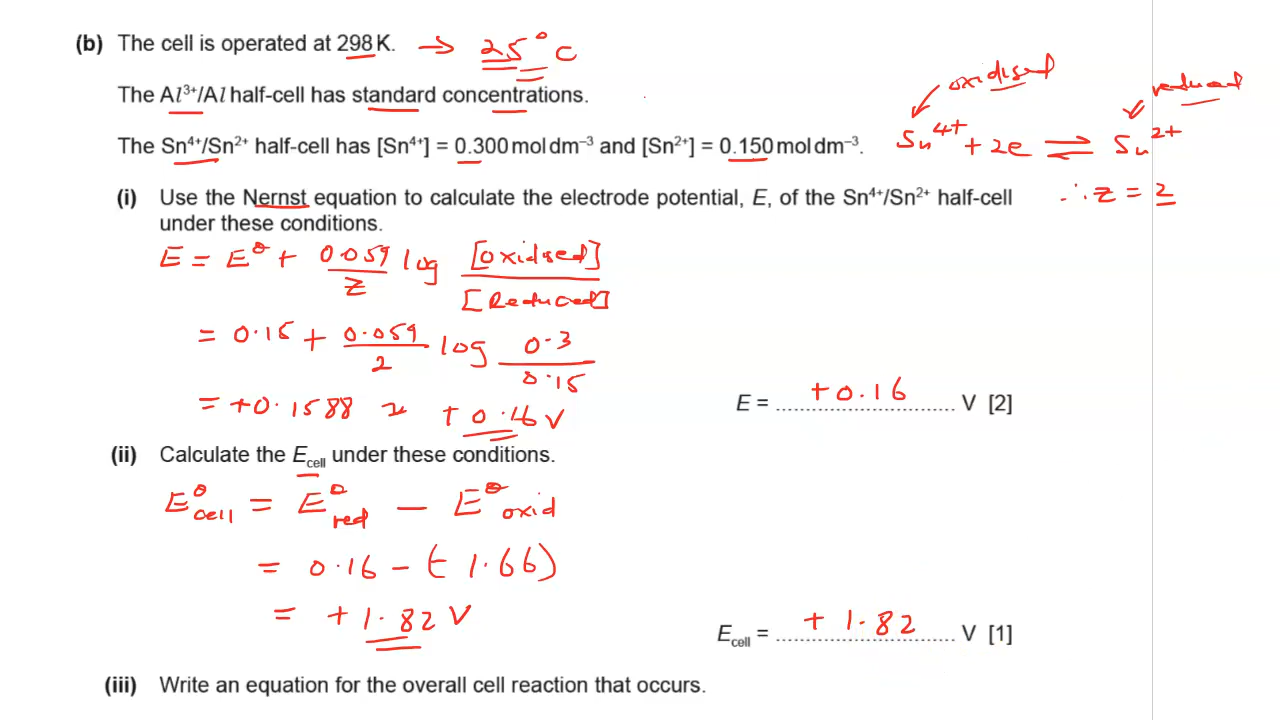 (b) The cell is operated at 298 K. → 25°C
The Al³⁺/Al half-cell has standard concentrations.
oxidised reduced
The Sn⁴⁺/Sn²⁺ half-cell has [Sn⁴⁺] = 0.300 mol dm⁻³ and [Sn²⁺] = 0.150 mol dm⁻³. Sn⁴⁺ + 2e ⇌ Sn²⁺
∴ z = 2
(i) Use the Nernst equation to calculate the electrode potential, E, of the Sn⁴⁺/Sn²⁺ half-cell
under these conditions.
E = E^θ + 0.059/z log [oxidised]/[Reduced]
= 0.15 + 0.059/2 log 0.3/0.15
= +0.1588 ≈ +0.16 V
E = +0.16 V [2]
(ii) Calculate the E cell under these conditions.
E^θ cell = E^θ red − E^θ oxid
= 0.16 − (−1.66)
= +1.82 V
E cell = +1.82 V [1]
(iii) Write an equation for the overall cell reaction that occurs.